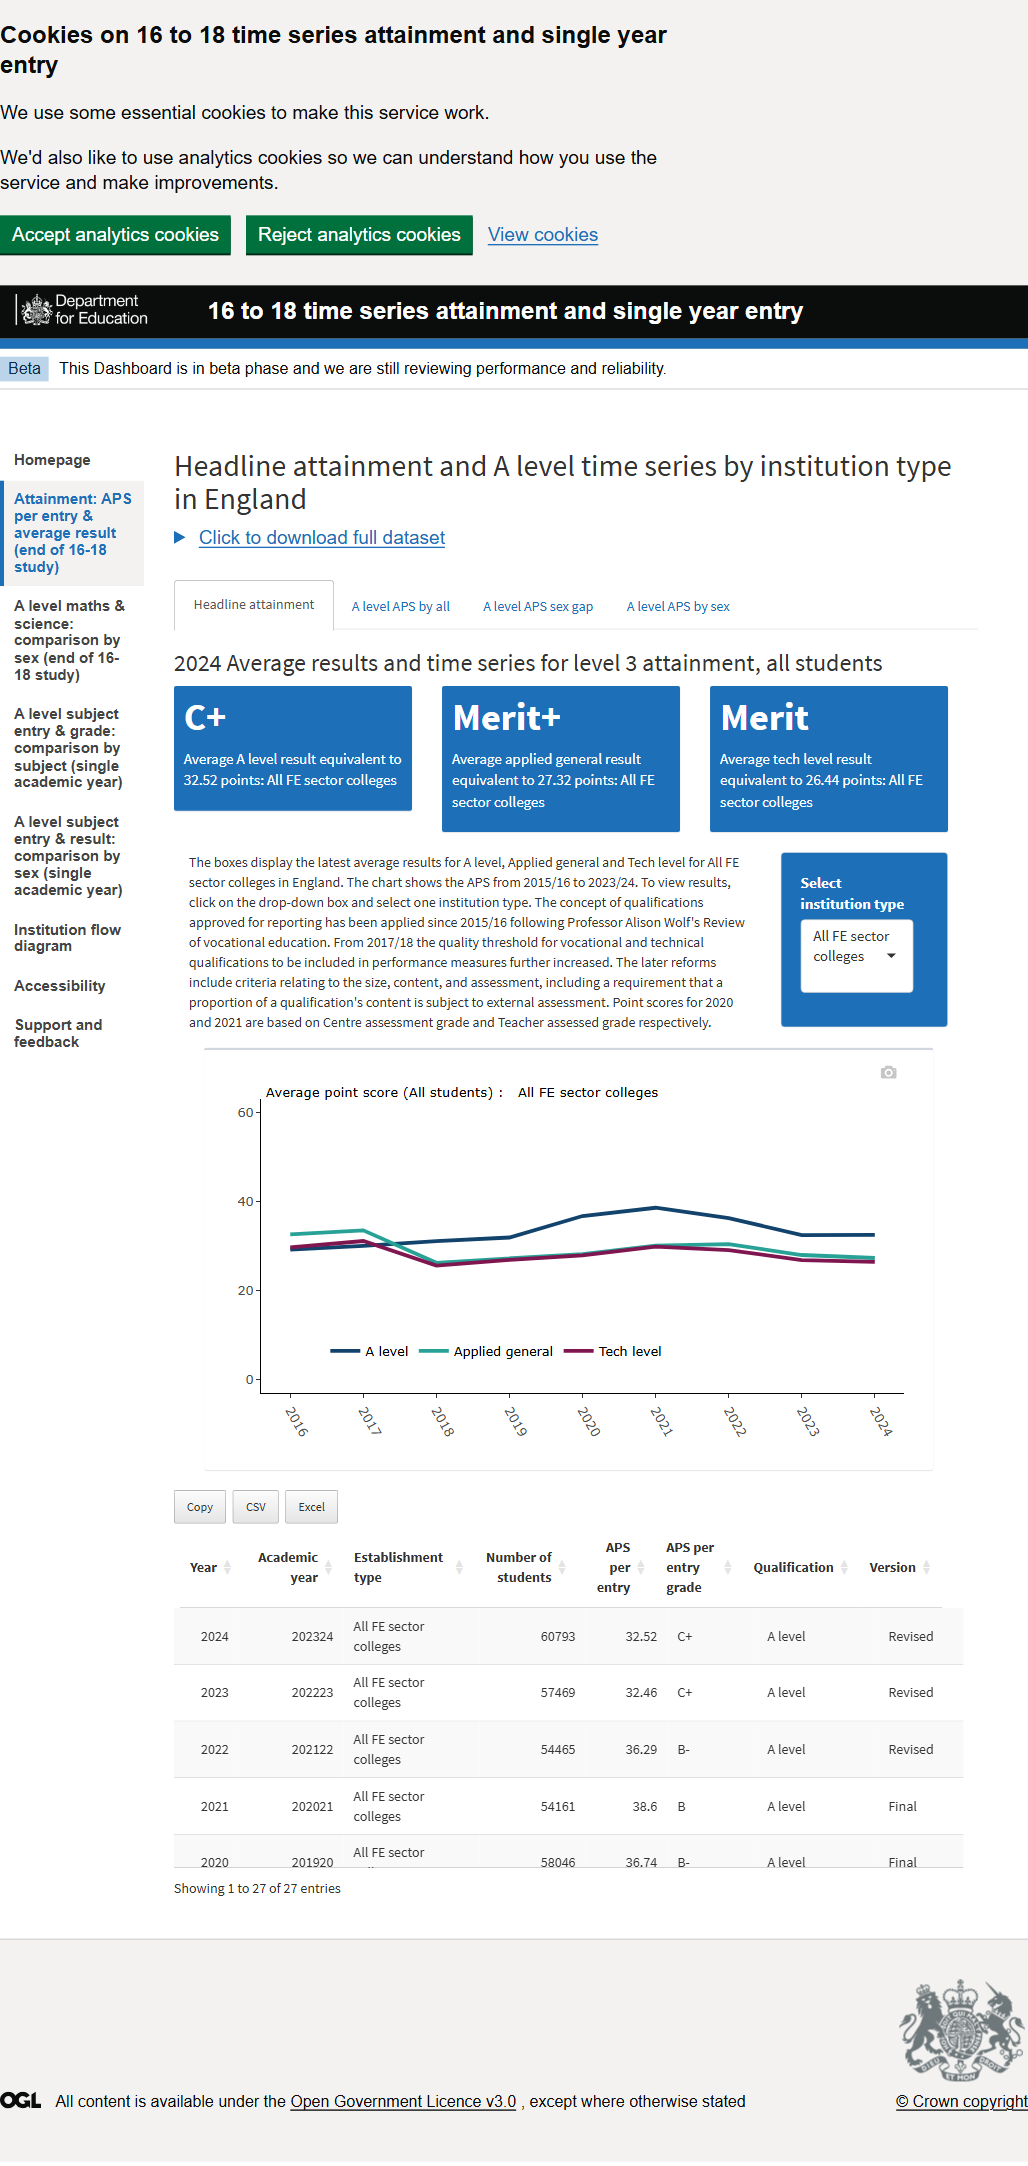 Cookies on 16 to 18 time series attainment and single year
entry
We use some essential cookies to make this service work.
We'd also like to use analytics cookies so we can understand how you use the
service and make improvements.
Accept analytics cookies
Reject analytics cookies
View cookies
Department
for Education
16 to 18 time series attainment and single year entry
Beta
This Dashboard is in beta phase and we are still reviewing performance and reliability.
Homepage
Attainment: APS
per entry &
average result
(end of 16-18
study)
A level maths &
science:
comparison by
sex (end of 16-
18 study)
A level subject
entry & grade:
comparison by
subject (single
academic year)
A level subject
entry & result:
comparison by
sex (single
academic year)
Institution flow
diagram
Accessibility
Support and
feedback
Headline attainment and A level time series by institution type
in England
Click to download full dataset
Headline attainment
A level APS by all
A level APS sex gap
A level APS by sex
2024 Average results and time series for level 3 attainment, all students
C+
Average A level result equivalent to
32.52 points: All FE sector colleges
Merit+
Average applied general result
equivalent to 27.32 points: All FE
sector colleges
Merit
Average tech level result
equivalent to 26.44 points: All FE
sector colleges
The boxes display the latest average results for A level, Applied general and Tech level for All FE
sector colleges in England. The chart shows the APS from 2015/16 to 2023/24. To view results,
click on the drop-down box and select one institution type. The concept of qualifications
approved for reporting has been applied since 2015/16 following Professor Alison Wolf's Review
of vocational education. From 2017/18 the quality threshold for vocational and technical
qualifications to be included in performance measures further increased. The later reforms
include criteria relating to the size, content, and assessment, including a requirement that a
proportion of a qualification's content is subject to external assessment. Point scores for 2020
and 2021 are based on Centre assessment grade and Teacher assessed grade respectively.
Select
institution type
All FE sector
colleges
Average point score (All students) : All FE sector colleges
60
40
20
0
A level
Applied general
Tech level
2016
2017
2018
2019
2020
2021
2022
2023
2024
Copy
CSV
Excel
Year
Academic
year
Establishment
type
Number of
students
APS
per
entry
APS per
entry
grade
Qualification
Version
2024 202324 All FE sector
colleges 60793 32.52 C+ A level Revised
2023 202223 All FE sector
colleges 57469 32.46 C+ A level Revised
2022 202122 All FE sector
colleges 54465 36.29 B- A level Revised
2021 202021 All FE sector
colleges 54161 38.6 B A level Final
2020 201920 All FE sector 58046 36.74 B- A level Final
Showing 1 to 27 of 27 entries
OGL
All content is available under the Open Government Licence v3.0 , except where otherwise stated
© Crown copyright